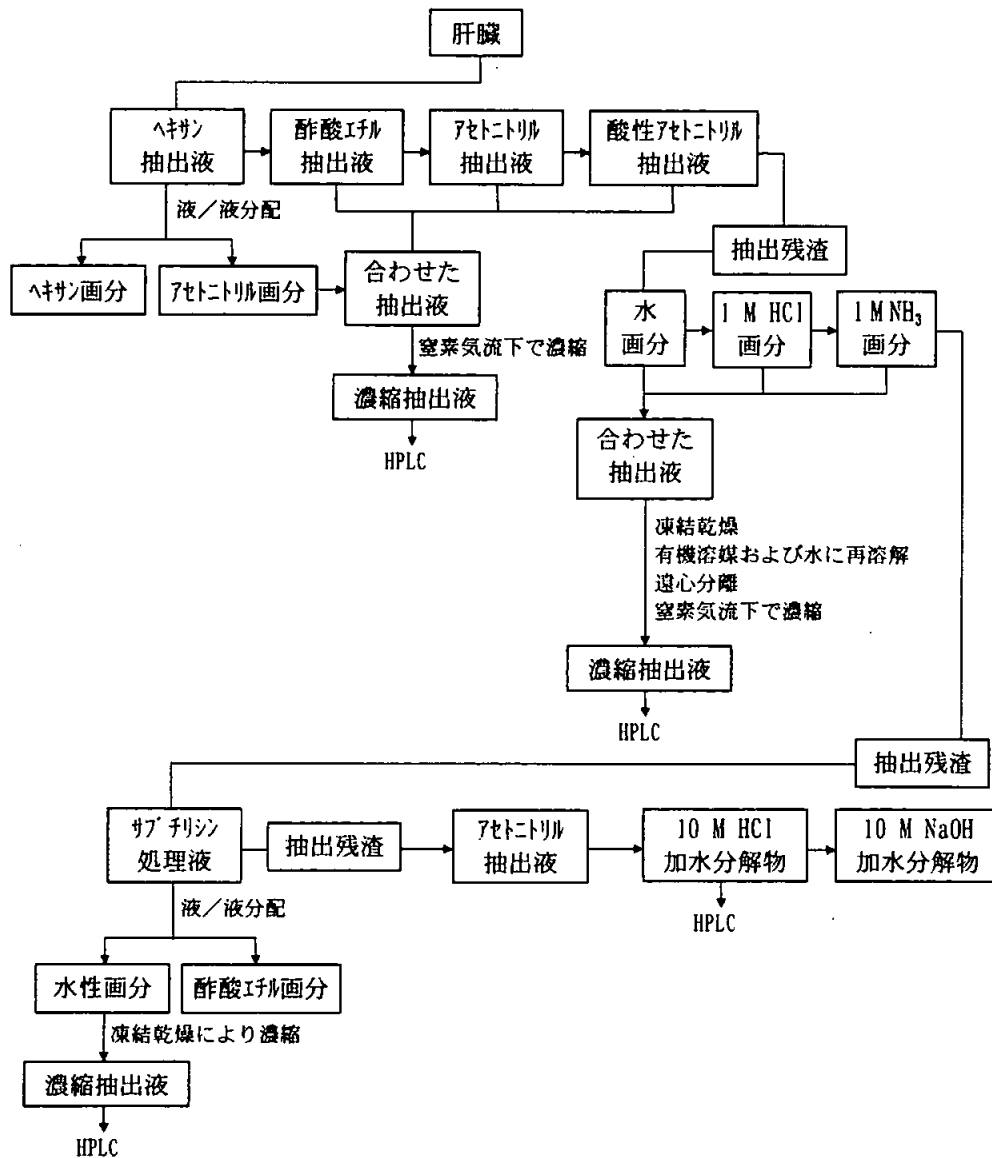 肝臓
ヘキサン
抽出液
酢酸エチル
抽出液
アセトニトリル
抽出液
酸性アセトニトリル
抽出液
液／液分配
抽出残渣
ヘキサン画分
アセトニトリル画分
合わせた
抽出液
水
画分
1 M HCl
画分
1 M NH₃
画分
窒素気流下で濃縮
濃縮抽出液
HPLC
合わせた
抽出液
凍結乾燥
有機溶媒および水に再溶解
遠心分離
窒素気流下で濃縮
濃縮抽出液
HPLC
抽出残渣
サブチリシン
処理液
抽出残渣
アセトニトリル
抽出液
10 M HCl
加水分解物
10 M NaOH
加水分解物
液／液分配
HPLC
水性画分
酢酸エチル画分
凍結乾燥により濃縮
濃縮抽出液
HPLC